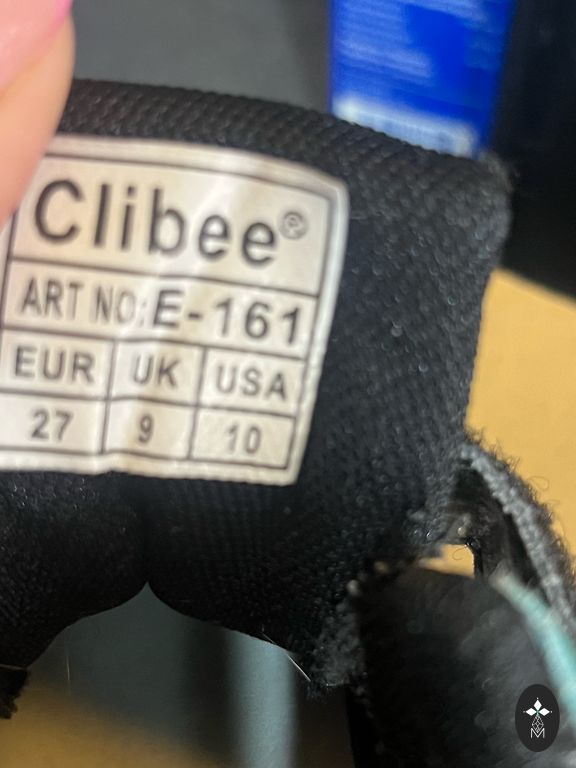 Clibee®
ART NO:E-161
EUR UK USA
27 9 10
M